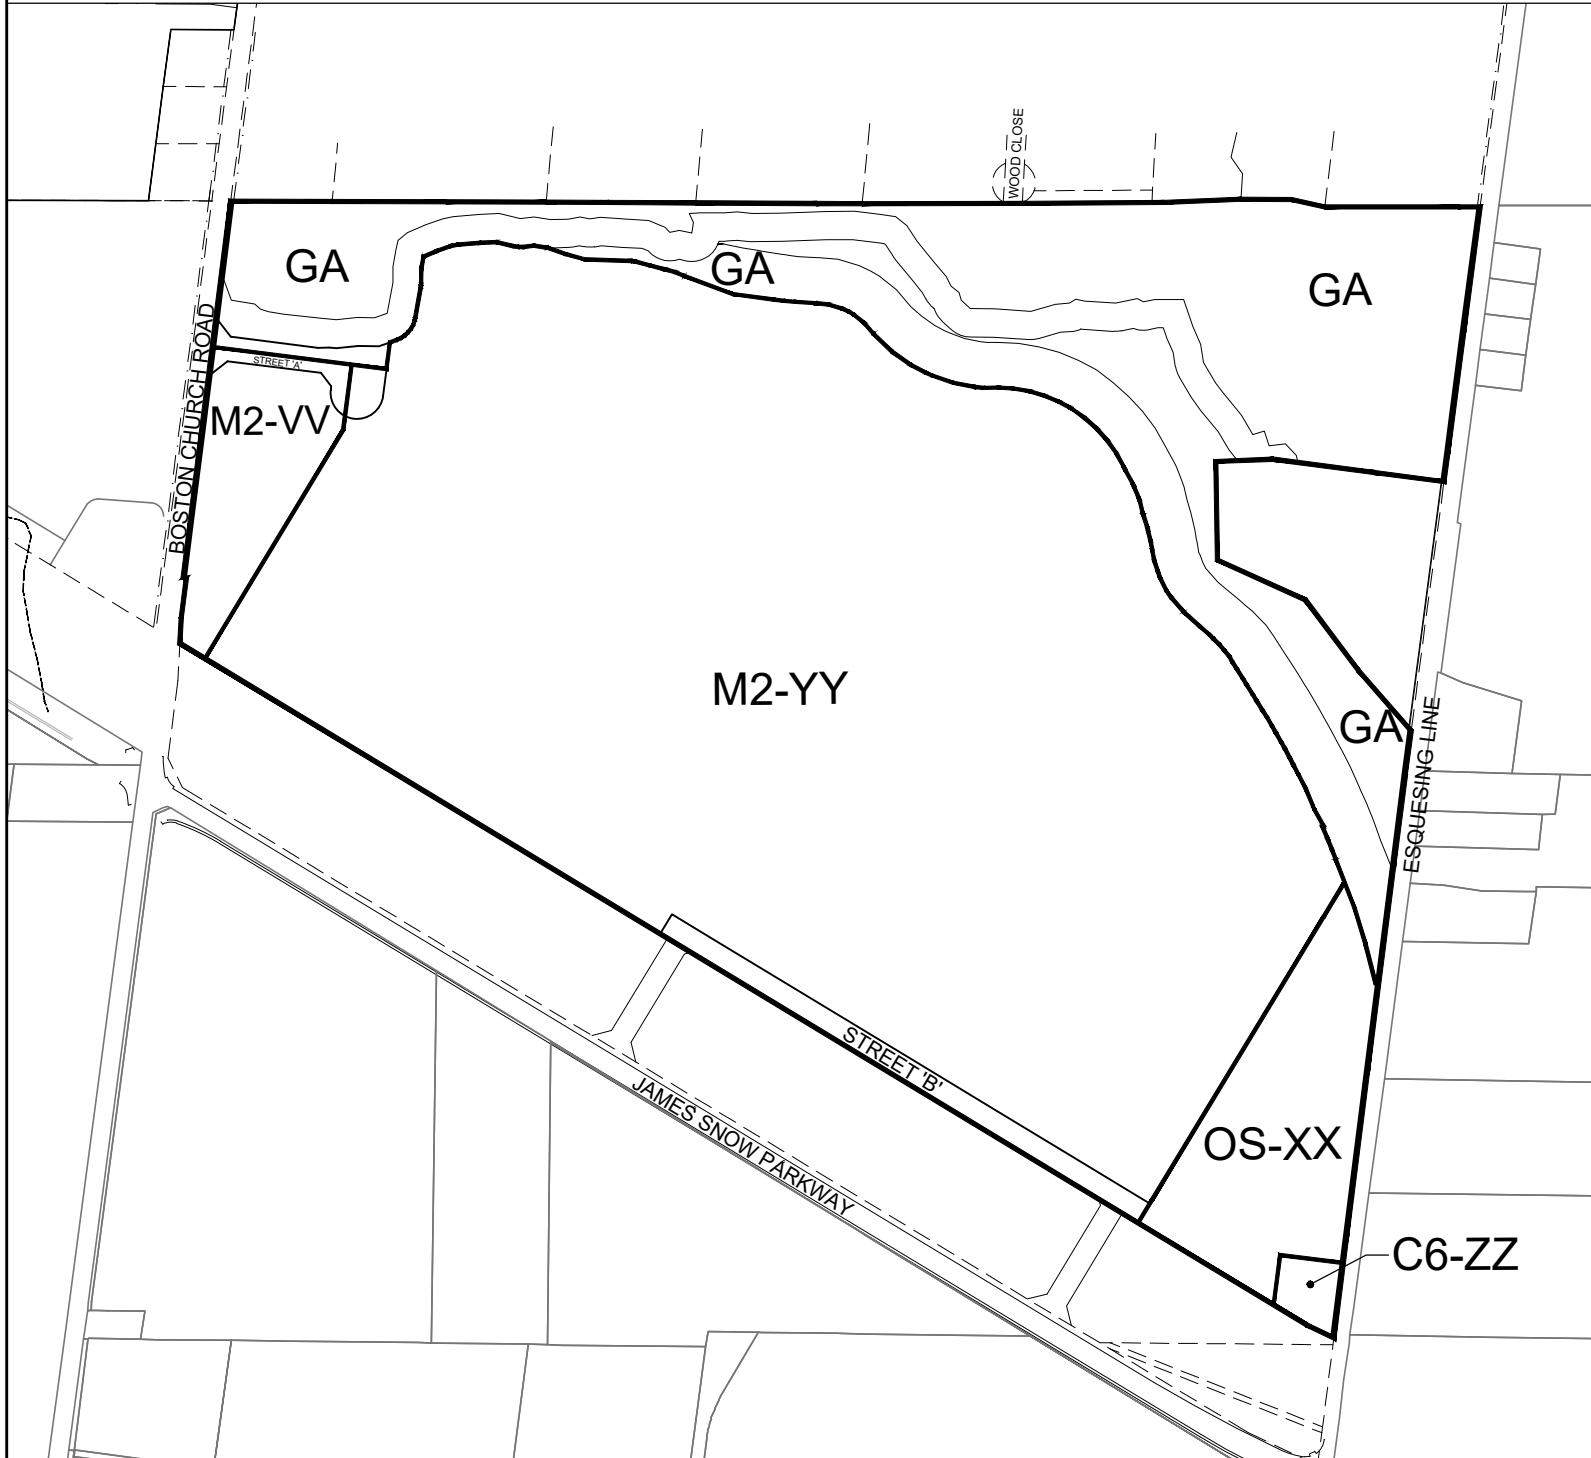 WOOD CLOSE
GA
GA
GA
BOSTON CHURCH ROAD
STREET 'A'
M2-VV
M2-YY
GA
ESQUESING LINE
STREET 'B'
JAMES SNOW PARKWAY
OS-XX
C6-ZZ